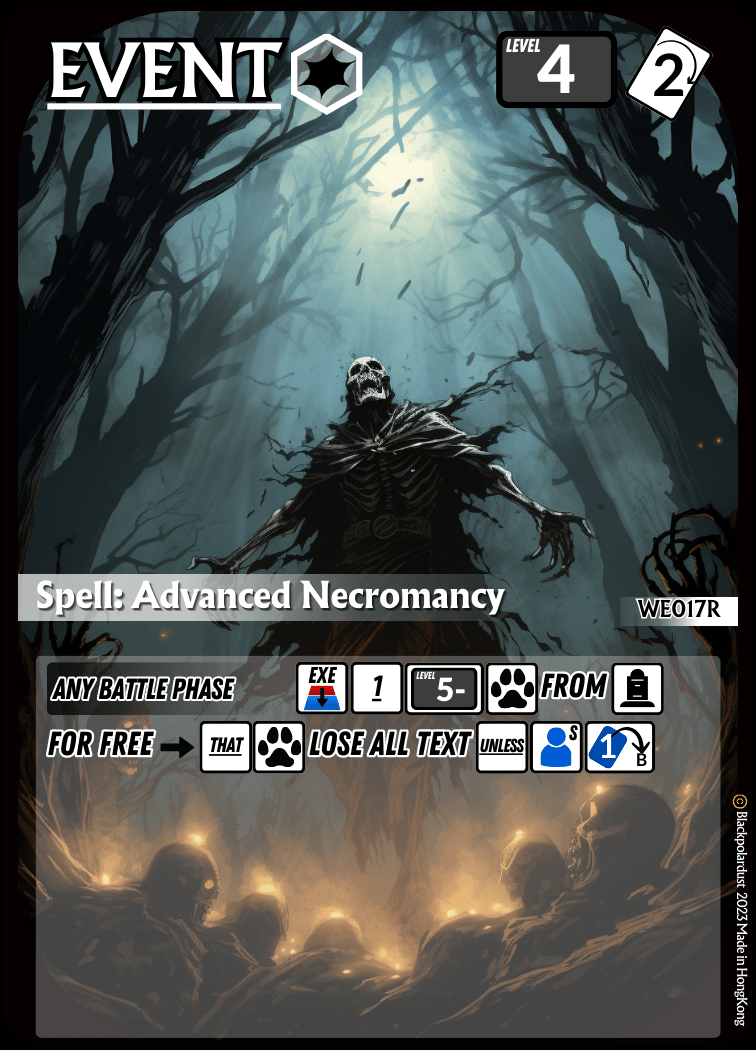 EVENT
LEVEL
4
2
Spell: Advanced Necromancy
WE017R
ANY BATTLE PHASE EXE 1 LEVEL 5- FROM
FOR FREE THAT LOSE ALL TEXT UNLESS S 1 B
© Blackpolardust 2023 Made in HongKong